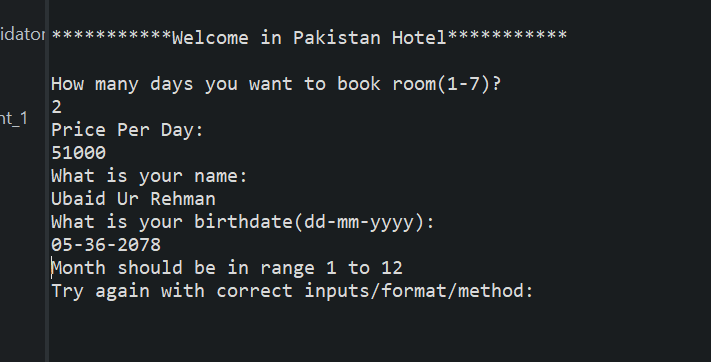 idator
***********Welcome in Pakistan Hotel***********
How many days you want to book room(1-7)?
nt_1
2
Price Per Day:
51000
What is your name:
Ubaid Ur Rehman
What is your birthdate(dd-mm-yyyy):
05-36-2078
Month should be in range 1 to 12
Try again with correct inputs/format/method: